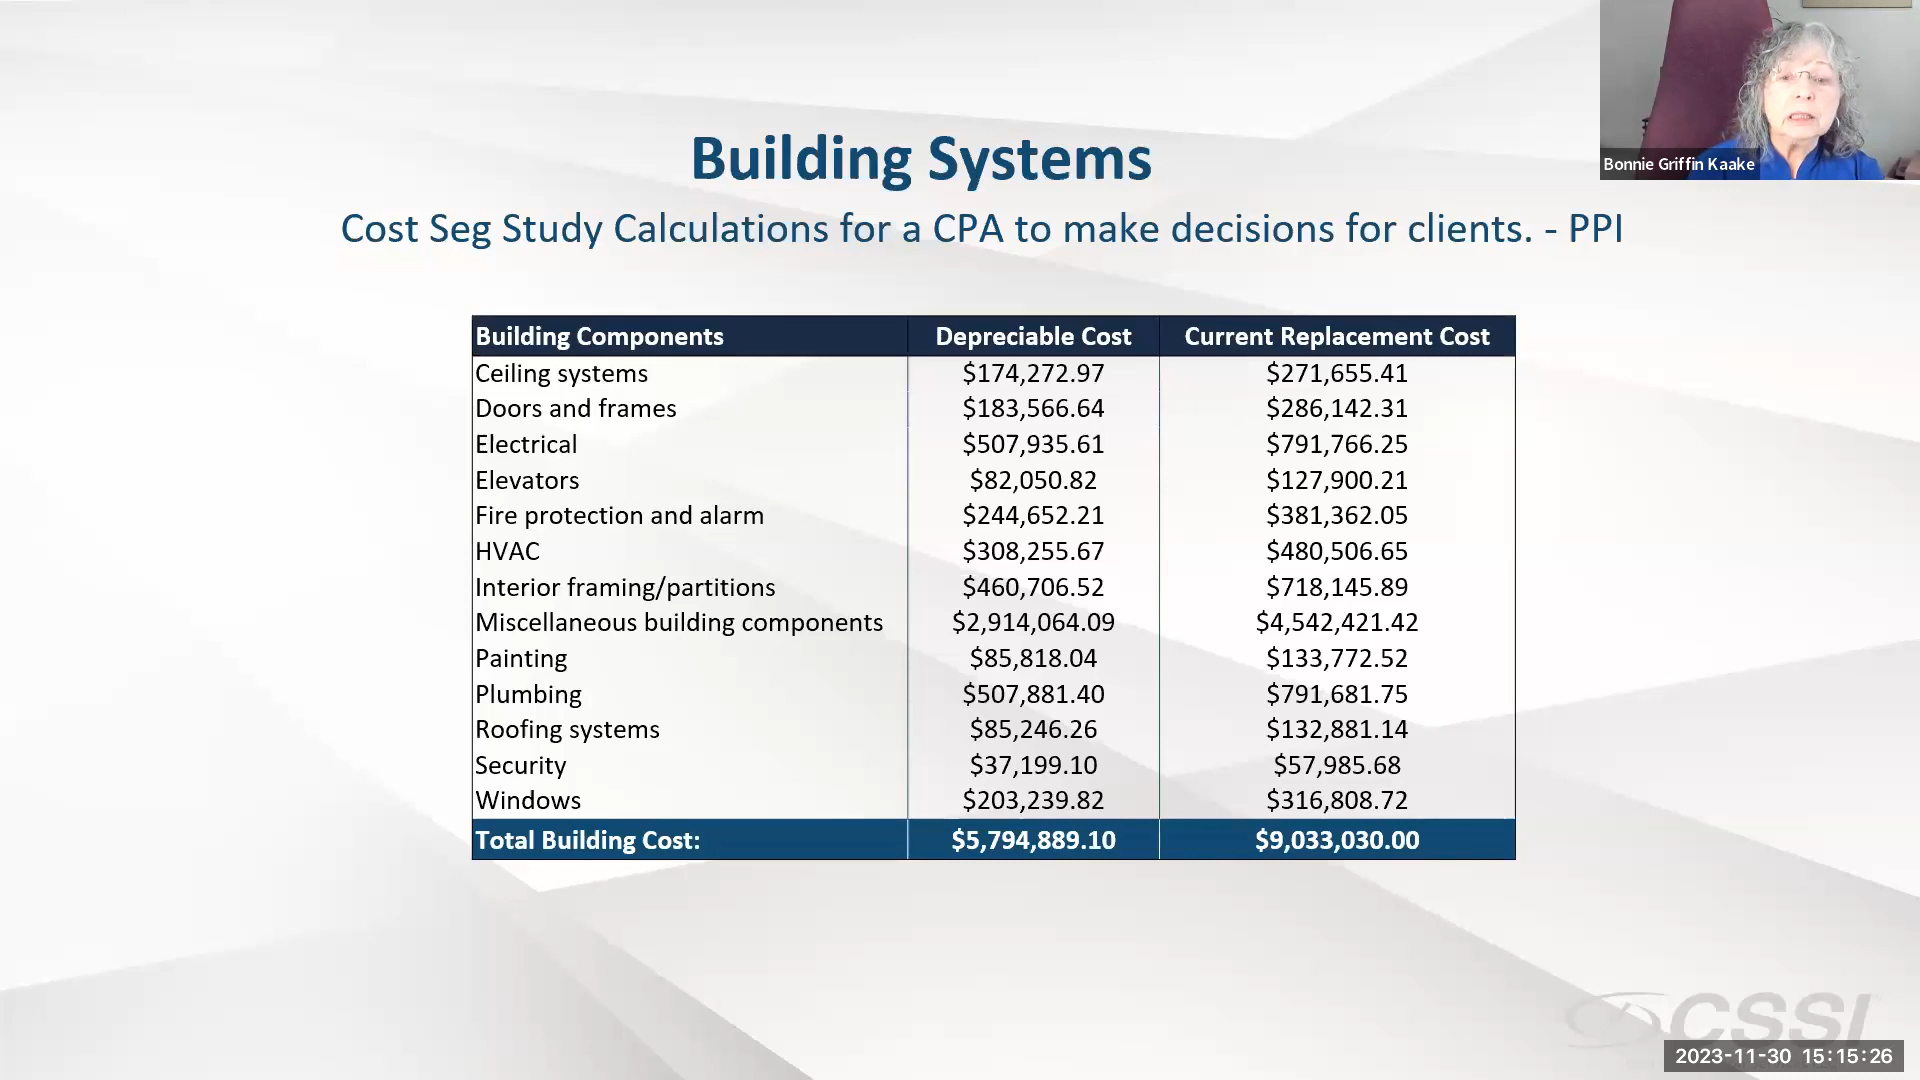 Bonnie Griffin Kaake
Building Systems
Cost Seg Study Calculations for a CPA to make decisions for clients. - PPI
Building Components Depreciable Cost Current Replacement Cost
Ceiling systems $174,272.97 $271,655.41
Doors and frames $183,566.64 $286,142.31
Electrical $507,935.61 $791,766.25
Elevators $82,050.82 $127,900.21
Fire protection and alarm $244,652.21 $381,362.05
HVAC $308,255.67 $480,506.65
Interior framing/partitions $460,706.52 $718,145.89
Miscellaneous building components $2,914,064.09 $4,542,421.42
Painting $85,818.04 $133,772.52
Plumbing $507,881.40 $791,681.75
Roofing systems $85,246.26 $132,881.14
Security $37,199.10 $57,985.68
Windows $203,239.82 $316,808.72
Total Building Cost: $5,794,889.10 $9,033,030.00
CSSI
2023-11-30 15:15:26